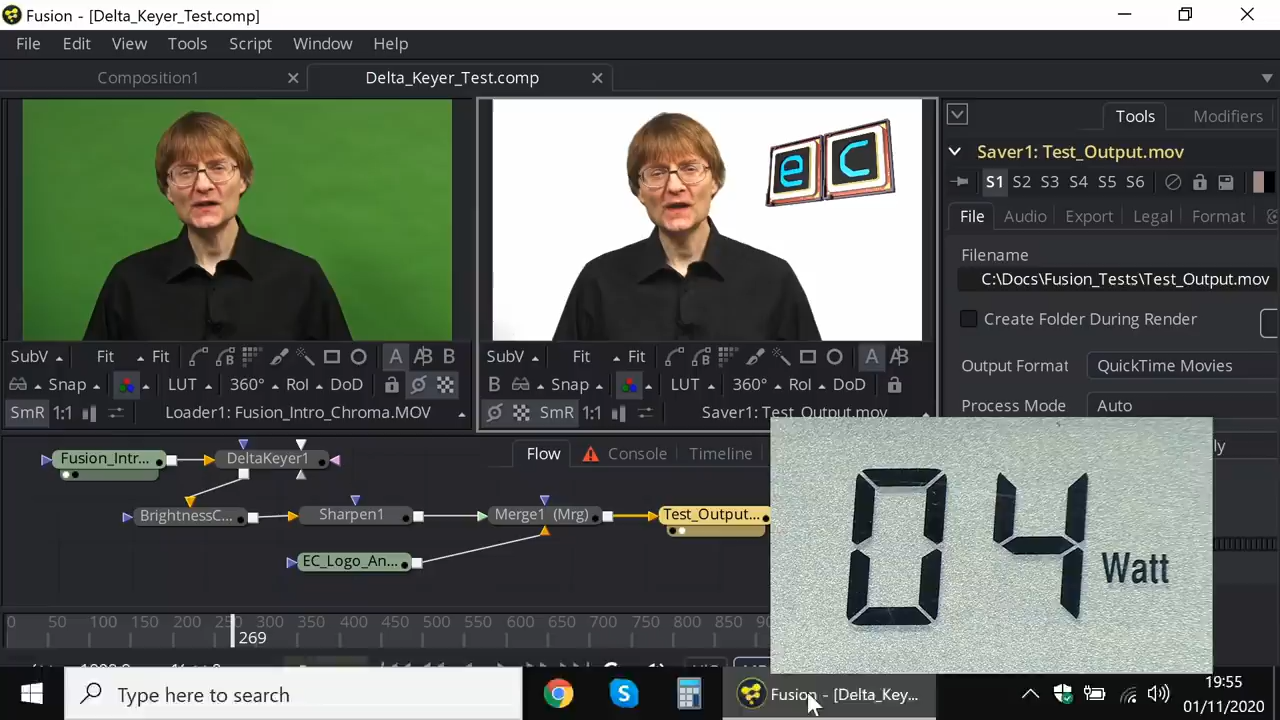 Fusion - [Delta_Keyer_Test.comp]
File Edit View Tools Script Window Help
Composition1 Delta_Keyer_Test.comp
e c
Tools Modifiers
Saver1: Test_Output.mov
S1 S2 S3 S4 S5 S6
File Audio Export Legal Format
Filename
C:\Docs\Fusion_Tests\Test_Output.mov
Create Folder During Render
Output Format QuickTime Movies
Process Mode Auto
SubV Fit Fit A A|B B
Snap LUT 360° RoI DoD
SmR 1:1 Loader1: Fusion_Intro_Chroma.MOV
SubV Fit Fit A A|B
B Snap LUT 360° RoI DoD
SmR 1:1 Saver1: Test_Output.mov
Flow Console Timeline
Fusion_Intr... DeltaKeyer1
BrightnessC... Sharpen1 Merge1 (Mrg) Test_Output...
EC_Logo_An...
0 50 100 150 200 250 300 350 400 450 500 550 600 650 700 750 800 850
269
04 Watt
Type here to search
Fusion - [Delta_Key...
19:55
01/11/2020